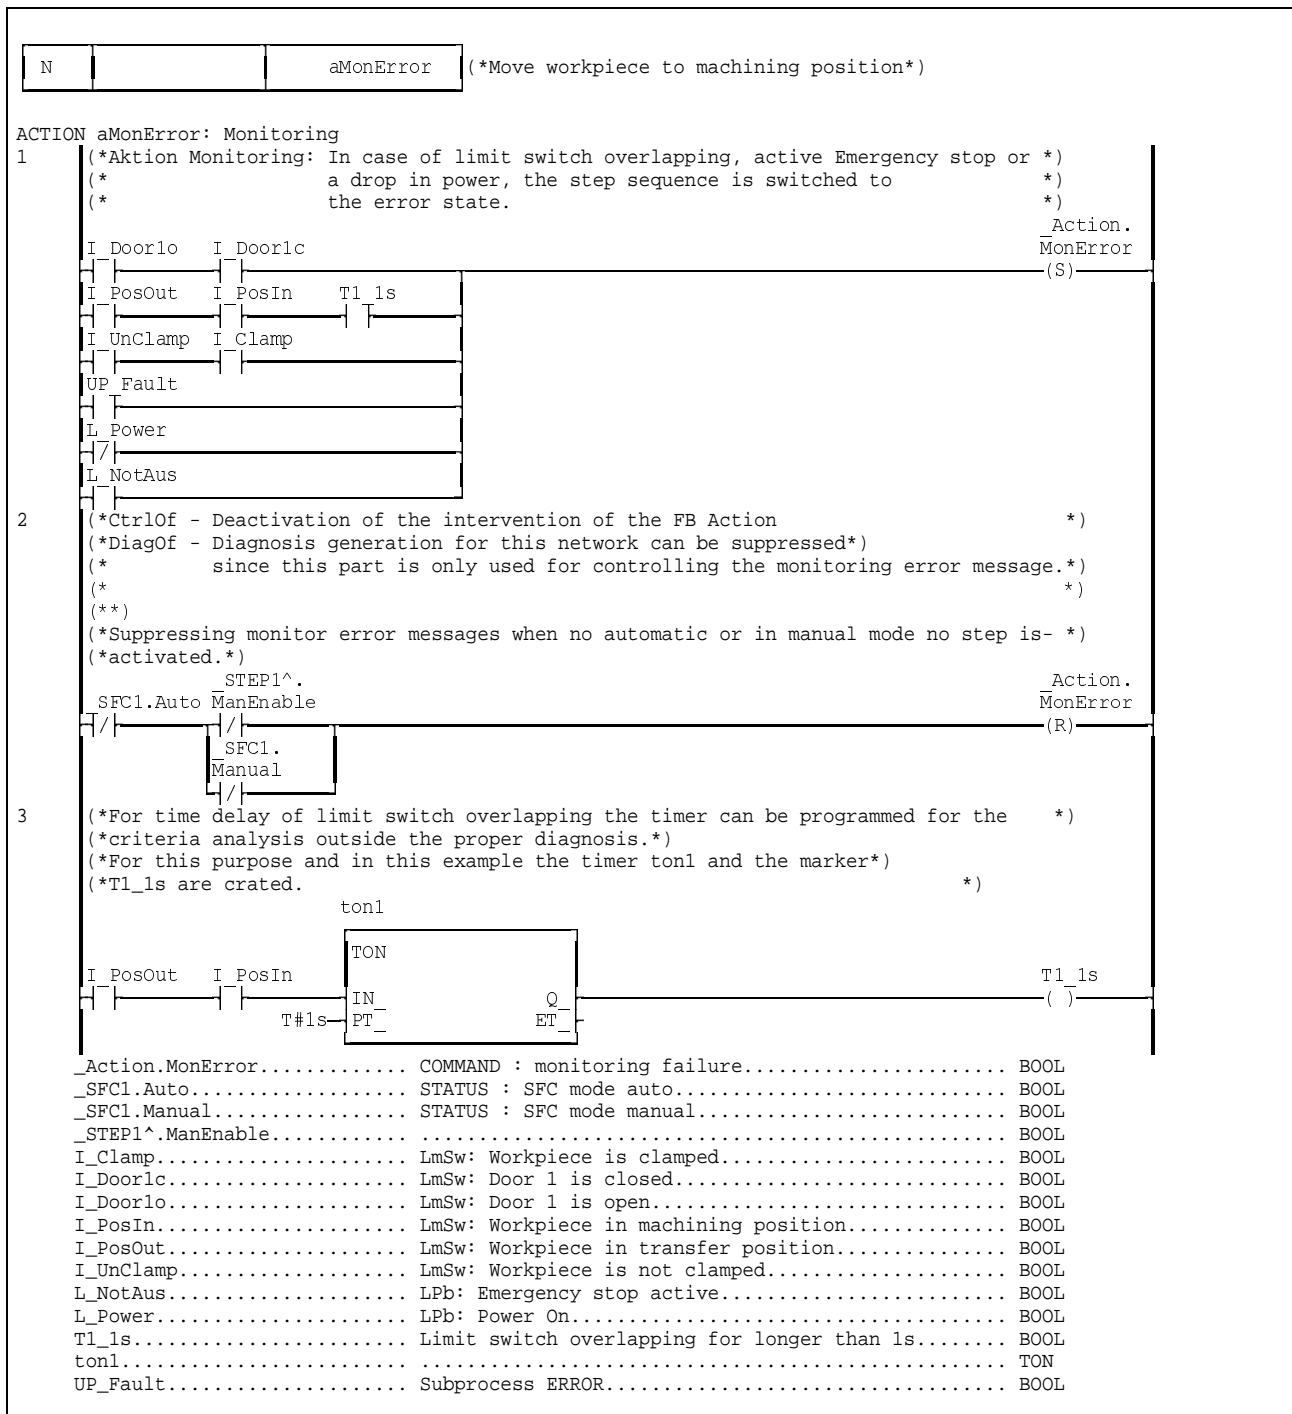 N aMonError (*Move workpiece to machining position*)
ACTION aMonError: Monitoring
1 (*Aktion Monitoring: In case of limit switch overlapping, active Emergency stop or *)
(* a drop in power, the step sequence is switched to *)
(* the error state. *)
_Action.
I_Door1o I_Door1c MonError
(S)
I_PosOut I_PosIn T1_1s
I_UnClamp I_Clamp
UP_Fault
L_Power
/
L_NotAus
2 (*CtrlOf - Deactivation of the intervention of the FB Action *)
(*DiagOf - Diagnosis generation for this network can be suppressed*)
(* since this part is only used for controlling the monitoring error message.*)
(* *)
(**)
(*Suppressing monitor error messages when no automatic or in manual mode no step is- *)
(*activated.*)
_STEP1^. _Action.
_SFC1.Auto ManEnable MonError
/ / (R)
_SFC1.
Manual
/
3 (*For time delay of limit switch overlapping the timer can be programmed for the *)
(*criteria analysis outside the proper diagnosis.*)
(*For this purpose and in this example the timer ton1 and the marker*)
(*T1_1s are crated. *)
ton1
TON
I_PosOut I_PosIn T1_1s
IN_ Q_ ( )
T#1s PT_ ET_
_Action.MonError............. COMMAND : monitoring failure....................... BOOL
_SFC1.Auto................... STATUS : SFC mode auto............................. BOOL
_SFC1.Manual................. STATUS : SFC mode manual........................... BOOL
_STEP1^.ManEnable............ ................................................... BOOL
I_Clamp...................... LmSw: Workpiece is clamped......................... BOOL
I_Door1c..................... LmSw: Door 1 is closed............................. BOOL
I_Door1o..................... LmSw: Door 1 is open............................... BOOL
I_PosIn...................... LmSw: Workpiece in machining position.............. BOOL
I_PosOut..................... LmSw: Workpiece in transfer position............... BOOL
I_UnClamp.................... LmSw: Workpiece is not clamped..................... BOOL
L_NotAus..................... LPb: Emergency stop active......................... BOOL
L_Power...................... LPb: Power On...................................... BOOL
T1_1s........................ Limit switch overlapping for longer than 1s........ BOOL
ton1......................... ................................................... TON
UP_Fault..................... Subprocess ERROR................................... BOOL